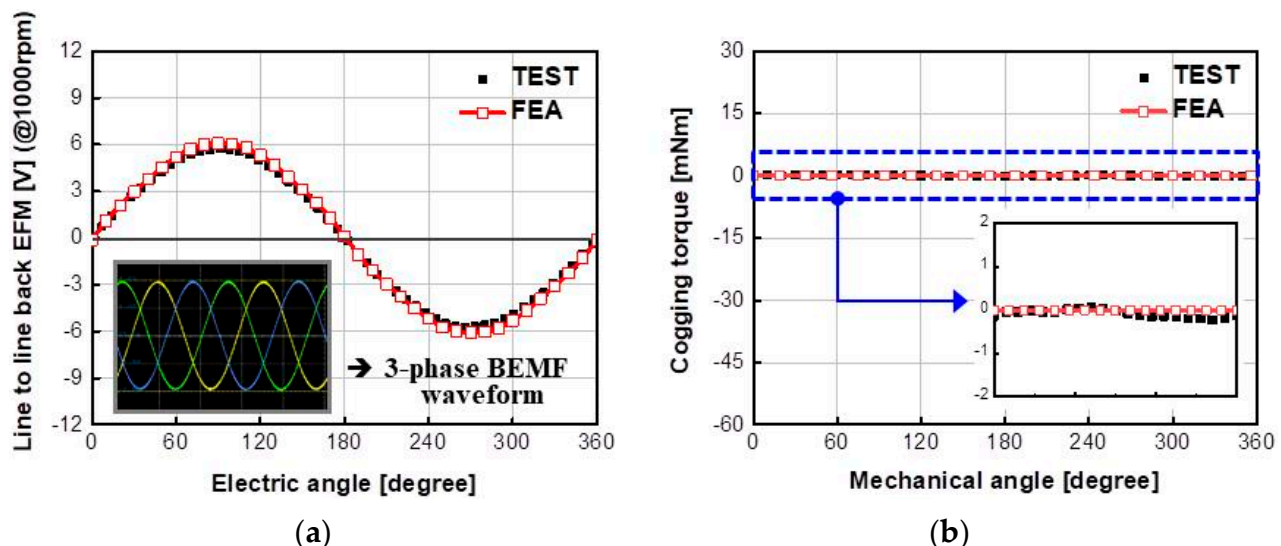 Line to line back EFM [V] (@1000rpm)
12
9
6
3
0
-3
-6
-9
-12
TEST
FEA
➔ 3-phase BEMF
waveform
0 60 120 180 240 300 360
Electric angle [degree]
(a)
Cogging torque [mNm]
30
15
0
-15
-30
-45
-60
TEST
FEA
2
1
0
-1
-2
0 60 120 180 240 300 360
Mechanical angle [degree]
(b)